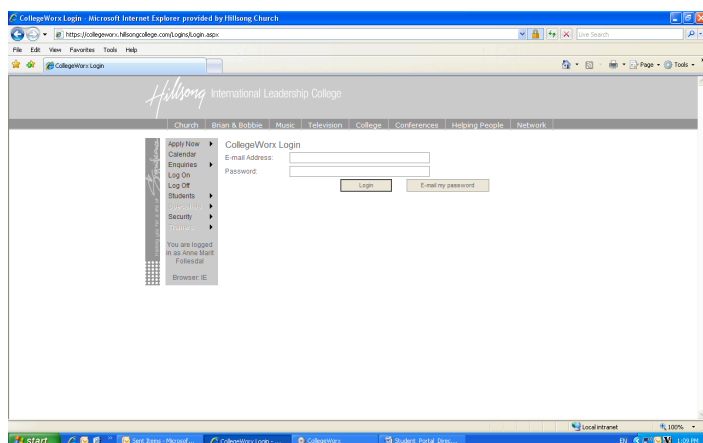 CollegeWorx Login - Microsoft Internet Explorer provided by Hillsong Church
https://collegeworx.hillsongcollege.com/Logins/Login.aspx
Live Search
File Edit View Favorites Tools Help
CollegeWorx Login
Page Tools
Hillsong International Leadership College
Church Brian & Bobbie Music Television College Conferences Helping People Network
Apply Now
Calendar
Enquiries
Log On
Log Off
Students
Security
You are logged
in as Anne Marit
Follesdal
Browser: IE
CollegeWorx Login
E-mail Address:
Password:
Login E-mail my password
Local intranet 100%
start Sent Items - Microsof... CollegeWorx Login - ... CollegeWorx Student Portal Direc... EN 1:09 PM